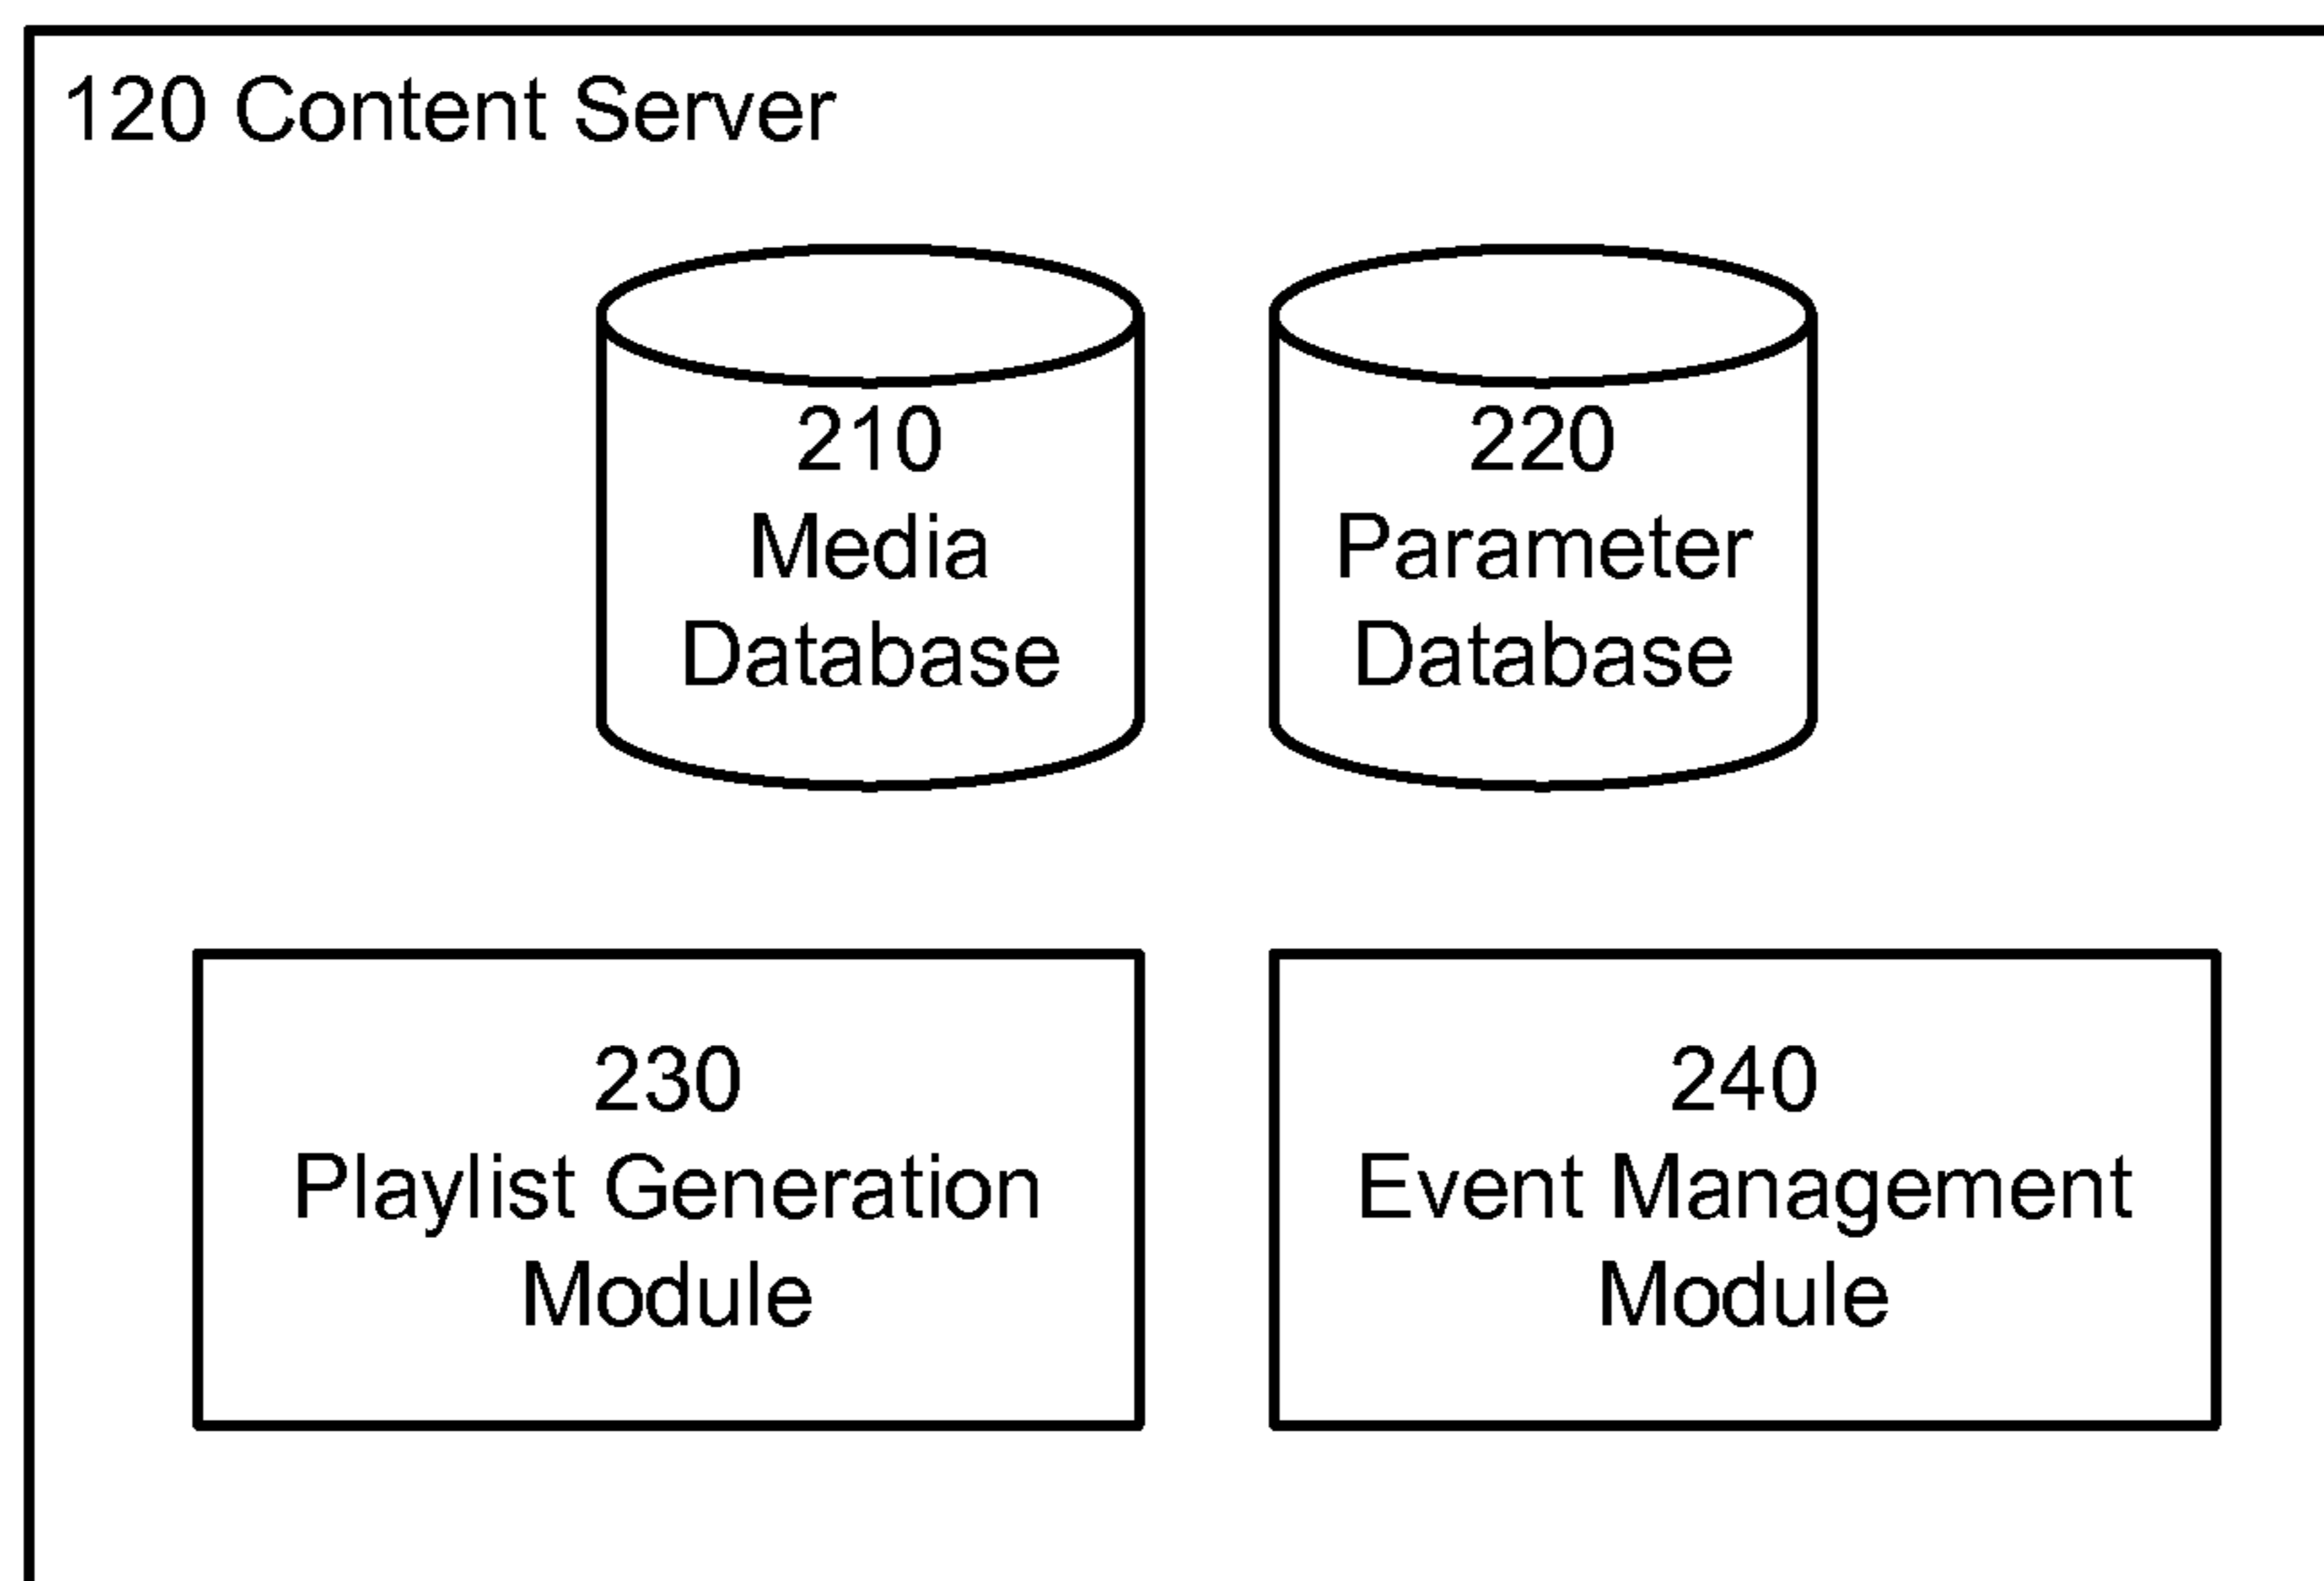 120 Content Server
210
Media
Database
220
Parameter
Database
230
Playlist Generation
Module
240
Event Management
Module